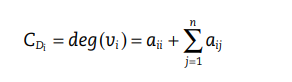 C_{D_i} = deg(υ_i) = a_{ii} + \sum_{j=1}^{n} a_{ij}